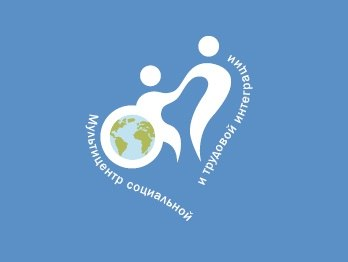 Мультицентр социальной
и трудовой интеграции